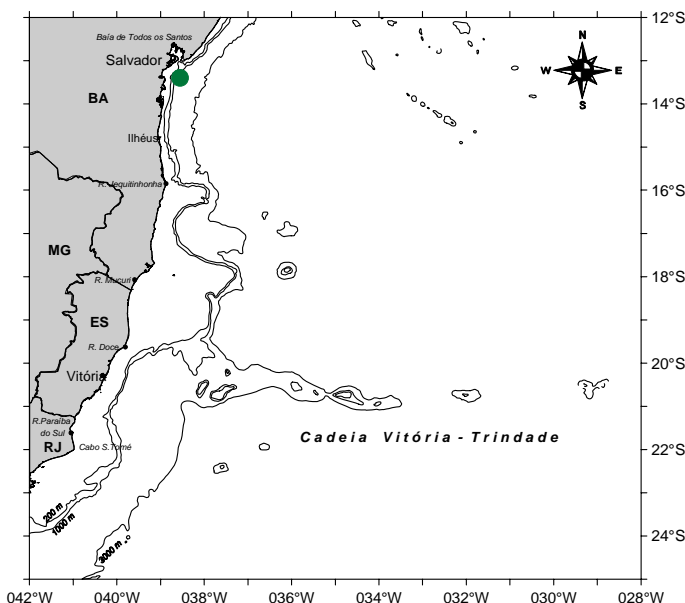 12°S
Baía de Todos os Santos
Salvador
N
W
E
S
BA
14°S
Ilhéus
R. Jequitinhonha
16°S
MG
R. Mucuri
18°S
ES
R. Doce
20°S
Vitória
R.Paraíba
do Sul
RJ
Cabo S.Tomé
Cadeia Vitória - Trindade
22°S
200 m
1000 m
3000 m
24°S
042°W
040°W
038°W
036°W
034°W
032°W
030°W
028°W